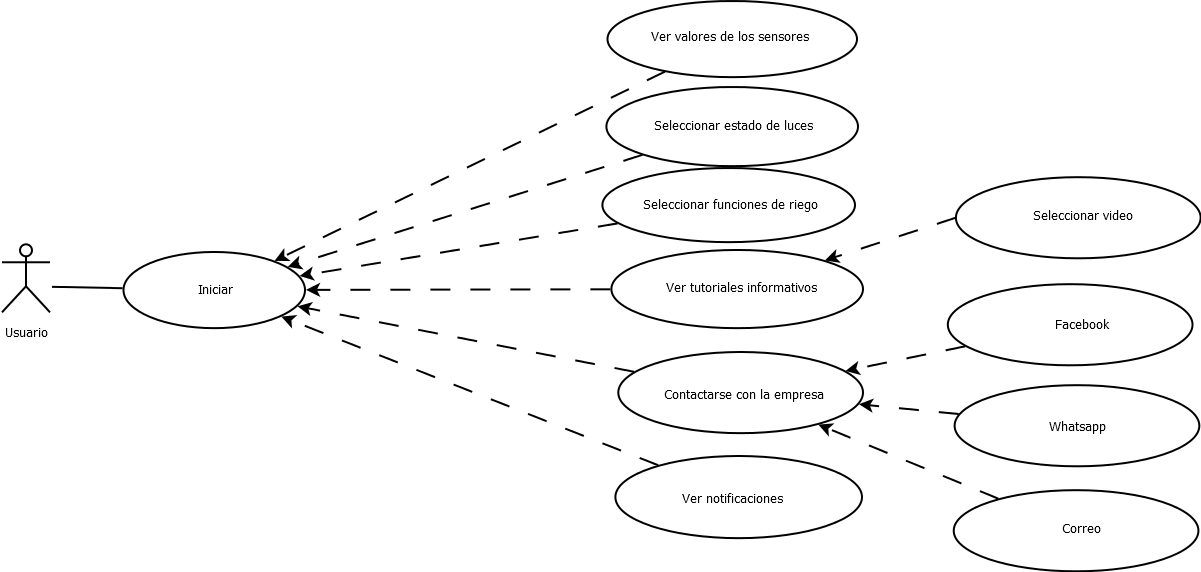 Ver valores de los sensores
Seleccionar estado de luces
Seleccionar funciones de riego
Seleccionar video
Iniciar
Ver tutoriales informativos
Usuario
Facebook
Contactarse con la empresa
Whatsapp
Ver notificaciones
Correo